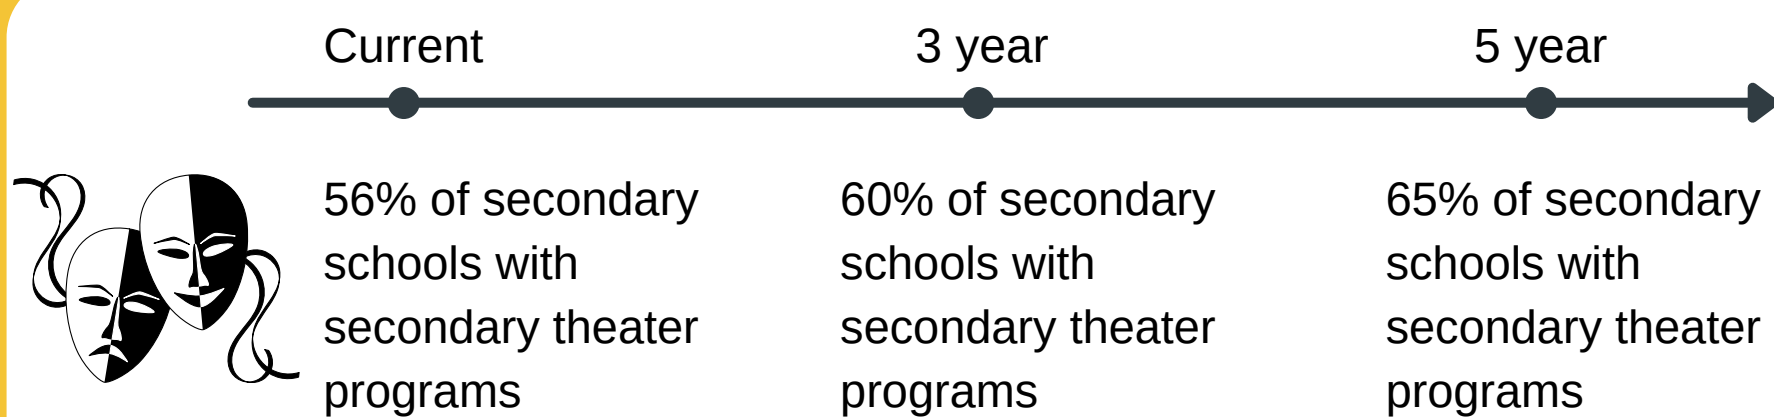 Current
3 year
5 year
56% of secondary
schools with
secondary theater
programs
60% of secondary
schools with
secondary theater
programs
65% of secondary
schools with
secondary theater
programs